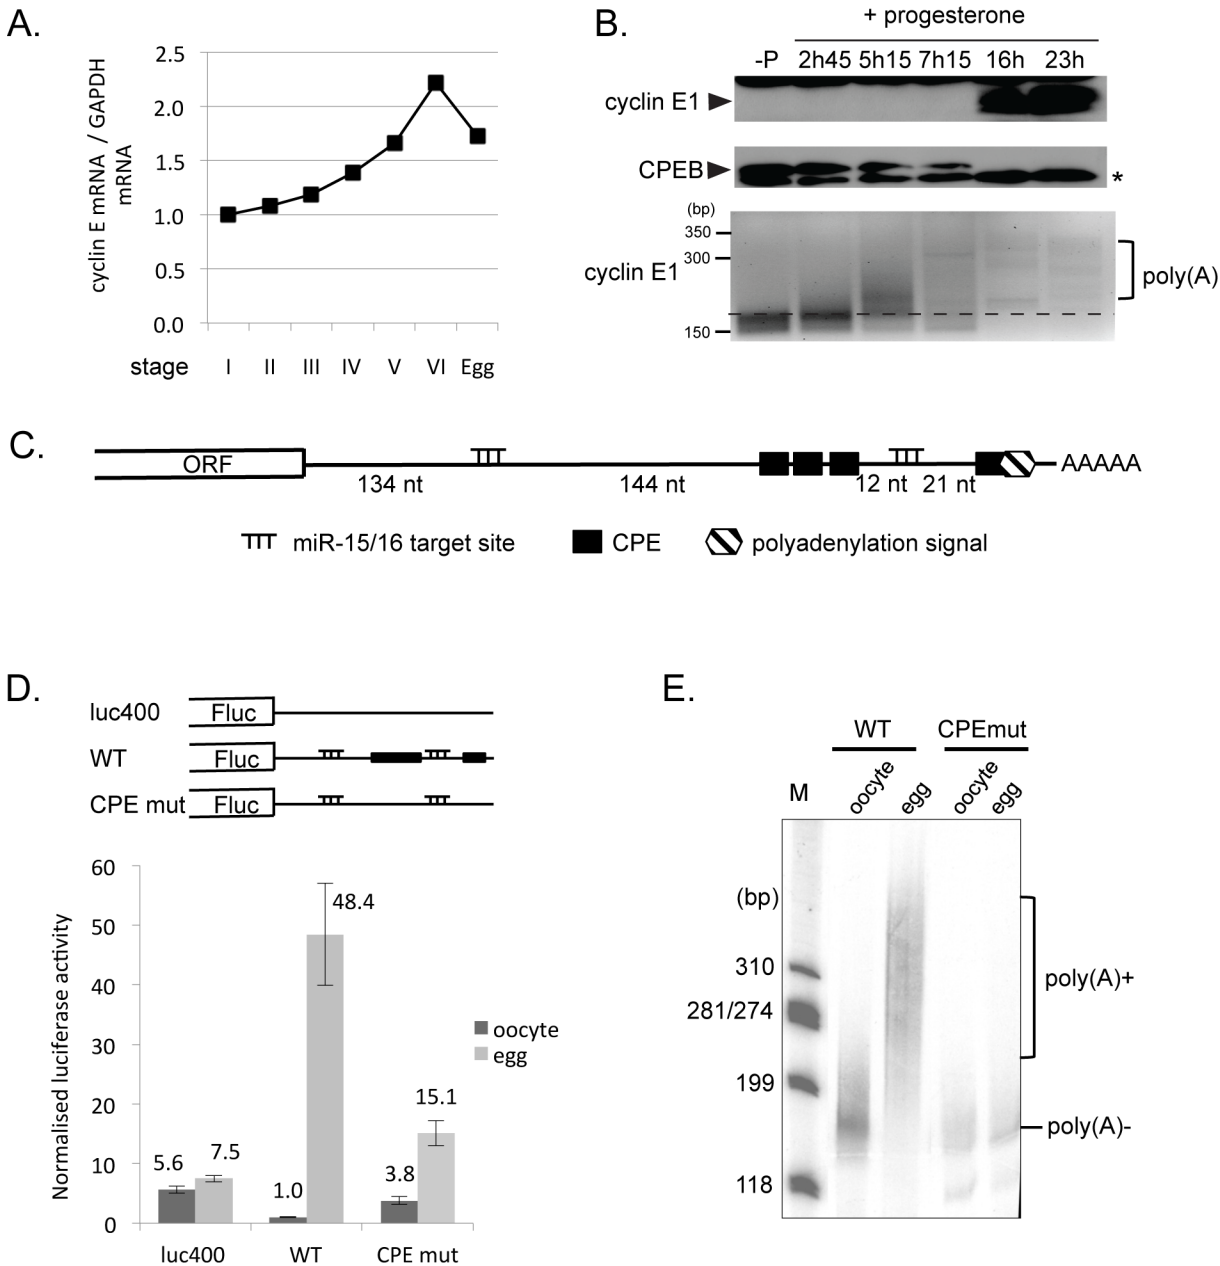 A.
2.5
2.0
1.5
1.0
0.5
0.0
cyclin E mRNA / GAPDH
mRNA
stage I II III IV V VI Egg
B.
+ progesterone
-P 2h45 5h15 7h15 16h 23h
cyclin E1
CPEB
*
(bp)
350
300
cyclin E1
poly(A)
150
C.
ORF
134 nt 144 nt 12 nt 21 nt
AAAAA
miR-15/16 target site CPE polyadenylation signal
D.
luc400 Fluc
WT Fluc
CPE mut Fluc
60
50
40
30
20
10
0
Normalised luciferase activity
5.6 7.5 1.0 48.4 3.8 15.1
oocyte
egg
luc400 WT CPE mut
E.
WT CPEmut
M oocyte egg oocyte egg
(bp)
310
281/274
199
118
poly(A)+
poly(A)-